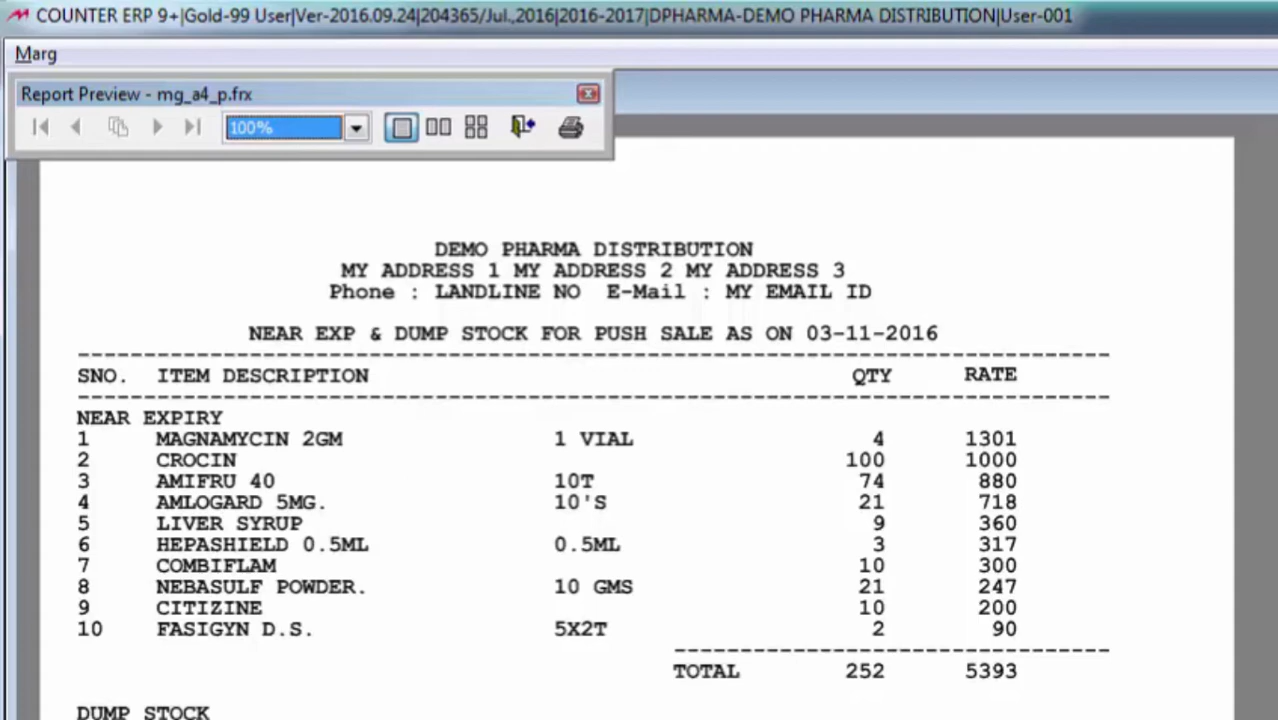 COUNTER ERP 9+|Gold-99 User|Ver-2016.09.24|204365/Jul.,2016|2016-2017|DPHARMA-DEMO PHARMA DISTRIBUTION|User-001
Marg
Report Preview - mg_a4_p.frx
100%
DEMO PHARMA DISTRIBUTION
MY ADDRESS 1 MY ADDRESS 2 MY ADDRESS 3
Phone : LANDLINE NO E-Mail : MY EMAIL ID
NEAR EXP & DUMP STOCK FOR PUSH SALE AS ON 03-11-2016
SNO. ITEM DESCRIPTION QTY RATE
NEAR EXPIRY
1 MAGNAMYCIN 2GM 1 VIAL 4 1301
2 CROCIN 100 1000
3 AMIFRU 40 10T 74 880
4 AMLOGARD 5MG. 10'S 21 718
5 LIVER SYRUP 9 360
6 HEPASHIELD 0.5ML 0.5ML 3 317
7 COMBIFLAM 10 300
8 NEBASULF POWDER. 10 GMS 21 247
9 CITIZINE 10 200
10 FASIGYN D.S. 5X2T 2 90
TOTAL 252 5393
DUMP STOCK